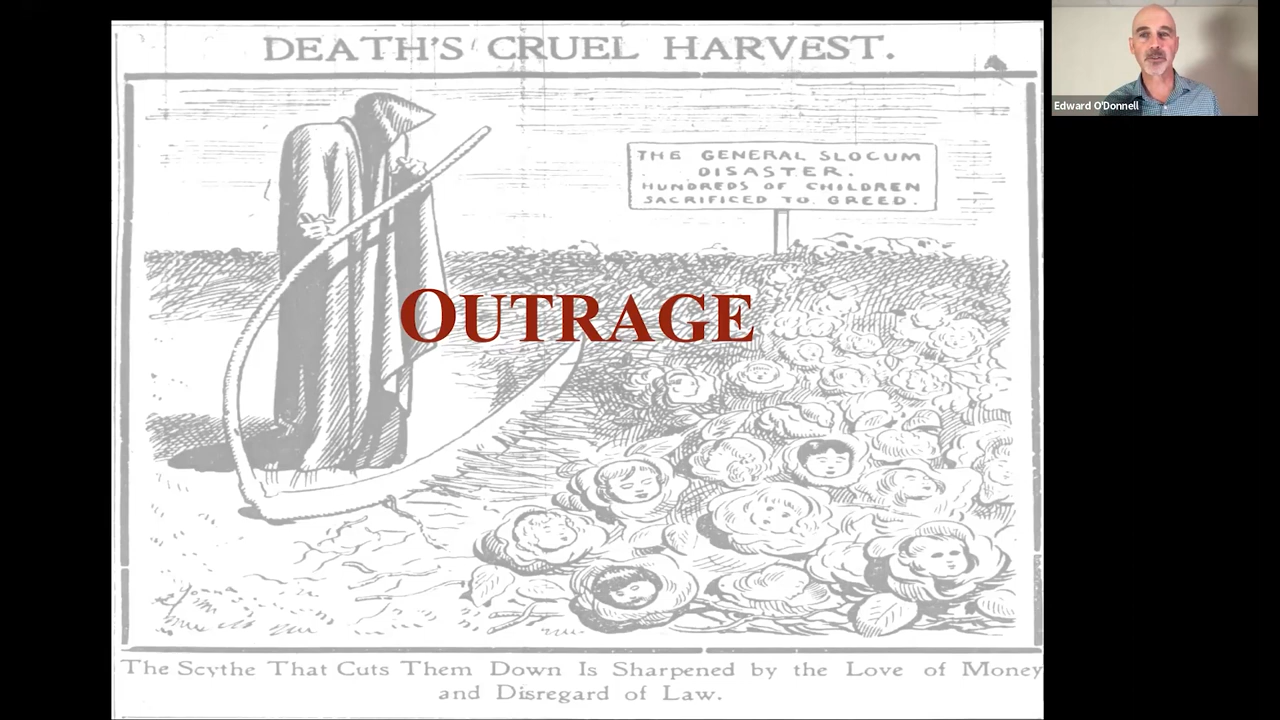 DEATH'S CRUEL HARVEST.
THE GENERAL SLOCUM
DISASTER.
HUNDREDS OF CHILDREN
SACRIFICED TO GREED.
OUTRAGE
The Scythe That Cuts Them Down Is Sharpened by the Love of Money
and Disregard of Law.
Edward O'Donnell